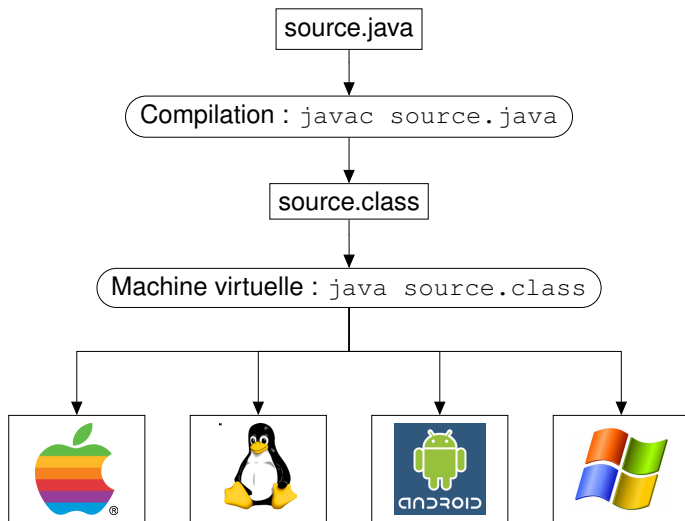 source.java
Compilation : javac source.java
source.class
Machine virtuelle : java source.class
®
ANDROID